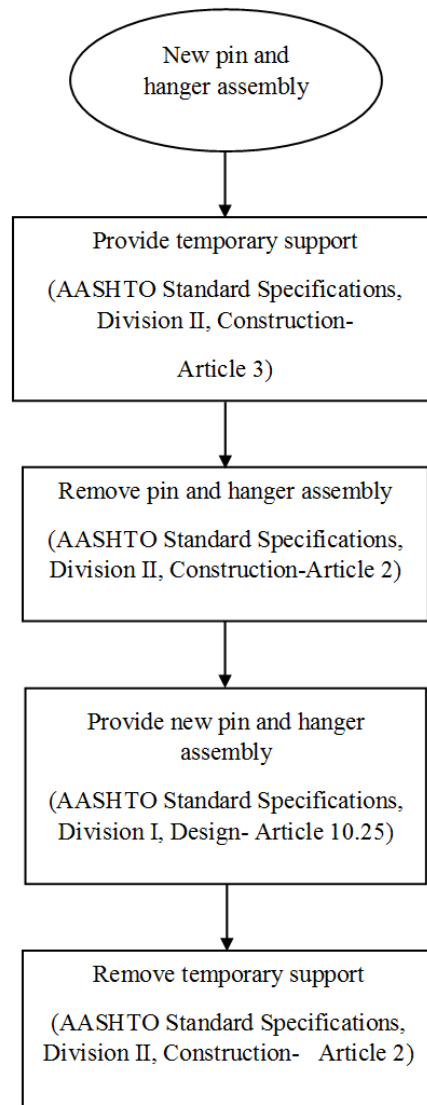 New pin and
hanger assembly
Provide temporary support
(AASHTO Standard Specifications,
Division II, Construction-
Article 3)
Remove pin and hanger assembly
(AASHTO Standard Specifications,
Division II, Construction-Article 2)
Provide new pin and hanger
assembly
(AASHTO Standard Specifications,
Division I, Design- Article 10.25)
Remove temporary support
(AASHTO Standard Specifications,
Division II, Construction- Article 2)